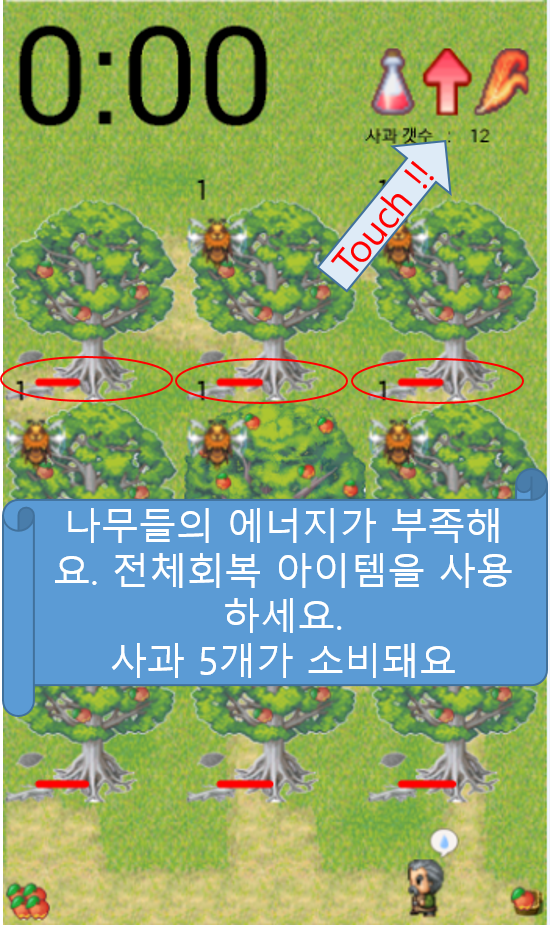 0:00
사과 갯수 : 12
1
1
Touch !!
1
1
1
나무들의 에너지가 부족해
요. 전체회복 아이템을 사용
하세요.
사과 5개가 소비돼요